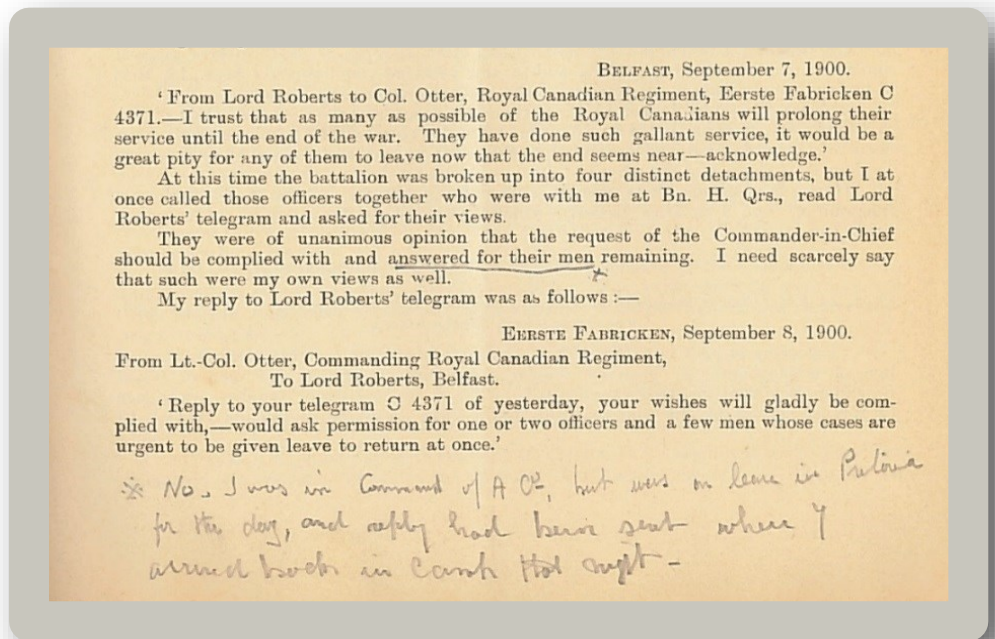 BELFAST, September 7, 1900.
‘ From Lord Roberts to Col. Otter, Royal Canadian Regiment, Eerste Fabricken C
4371.—I trust that as many as possible of the Royal Canadians will prolong their
service until the end of the war. They have done such gallant service, it would be a
great pity for any of them to leave now that the end seems near—acknowledge.’
At this time the battalion was broken up into four distinct detachments, but I at
once called those officers together who were with me at Bn. H. Qrs., read Lord
Roberts’ telegram and asked for their views.
They were of unanimous opinion that the request of the Commander-in-Chief
should be complied with and answered for their men remaining. I need scarcely say
that such were my own views as well.
My reply to Lord Roberts’ telegram was as follows :—
EERSTE FABRICKEN, September 8, 1900.
From Lt.-Col. Otter, Commanding Royal Canadian Regiment,
To Lord Roberts, Belfast.
‘ Reply to your telegram C 4371 of yesterday, your wishes will gladly be com-
plied with,—would ask permission for one or two officers and a few men whose cases are
urgent to be given leave to return at once.’
※ No. I was in Command of A Co, but was on leave in Pretoria
for the day, and reply had been sent when I
arrived back in Camp that night -